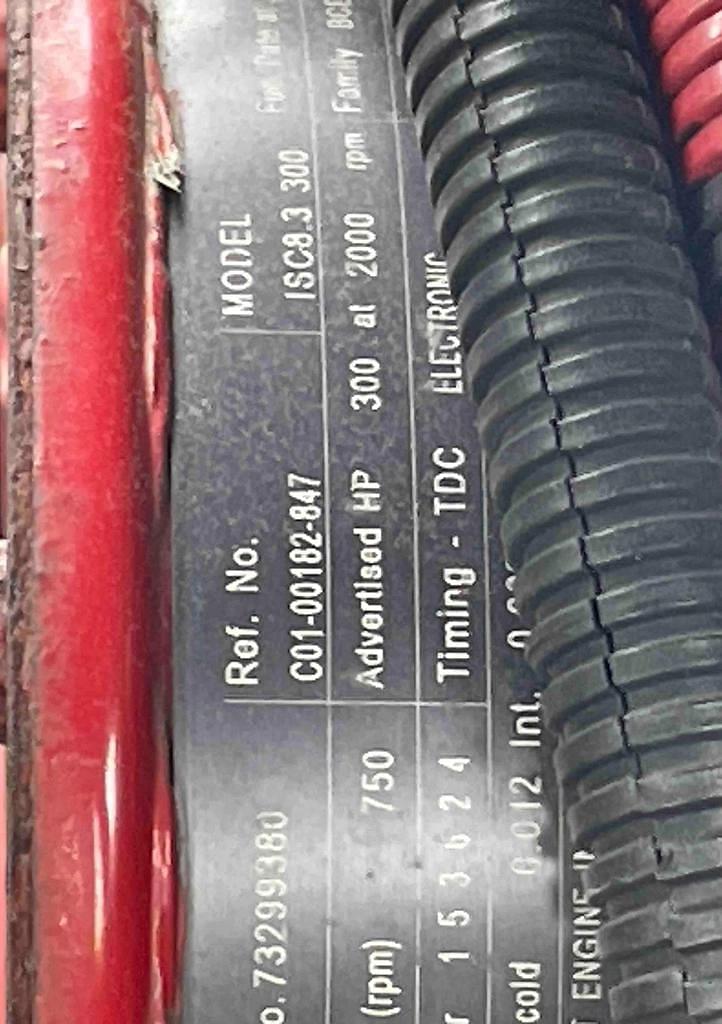 MODEL
ISC8.3 300
Ref. No.
C01-00182-847
o.73299380
Family
Advertised HP 300 at 2000 rpm
(rpm) 750
Timing - TDC ELECTRONIC
r 1 5 3 6 2 4
cold 0.012 Int.
ENGINE